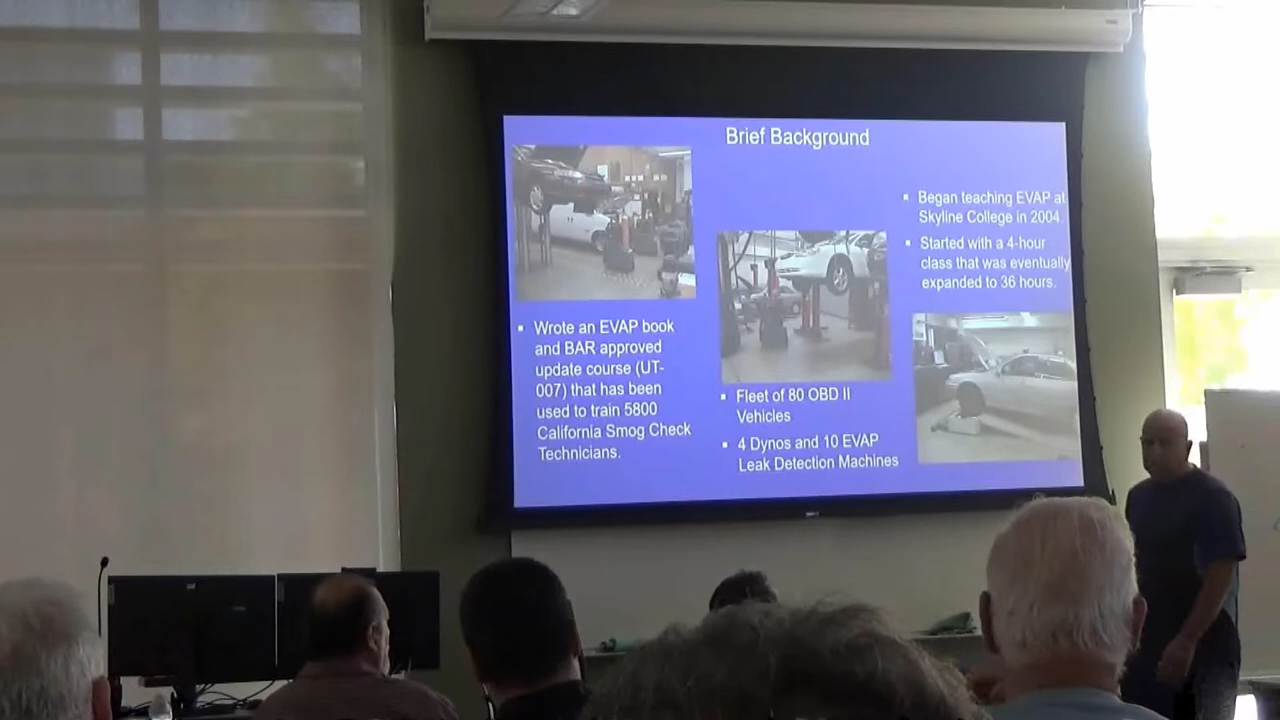 Brief Background
▪ Wrote an EVAP book
and BAR approved
update course (UT-
007) that has been
used to train 5800
California Smog Check
Technicians.
▪ Fleet of 80 OBD II
Vehicles
▪ 4 Dynos and 10 EVAP
Leak Detection Machines
▪ Began teaching EVAP at
Skyline College in 2004.
▪ Started with a 4-hour
class that was eventually
expanded to 36 hours.